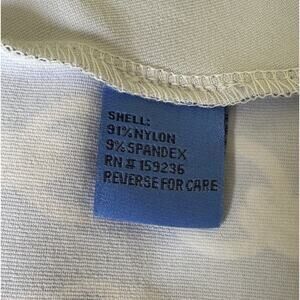 SHELL:
91% NYLON
9% SPANDEX
RN # 159236
REVERSE FOR CARE